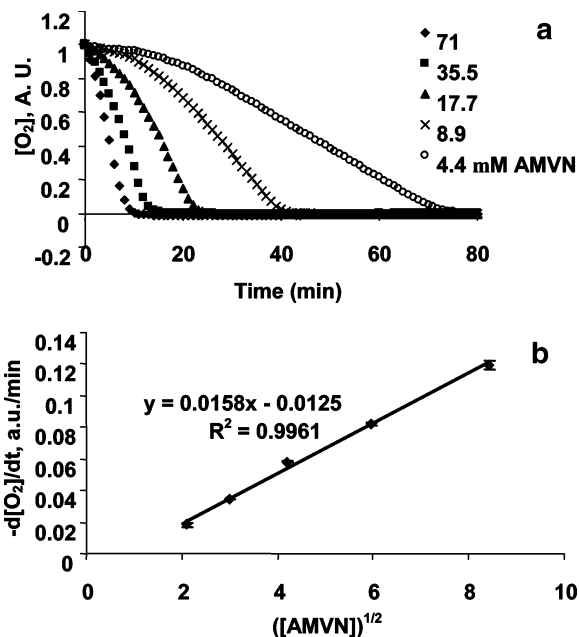 a
1.2
1
0.8
0.6
0.4
0.2
0
-0.2
[O₂], A. U.
71
35.5
17.7
8.9
4.4 mM AMVN
0 20 40 60 80
Time (min)
b
0.14
0.12
0.1
0.08
0.06
0.04
0.02
0
-d[O₂]/dt, a.u./min
y = 0.0158x - 0.0125
R² = 0.9961
0 2 4 6 8 10
([AMVN])¹/²